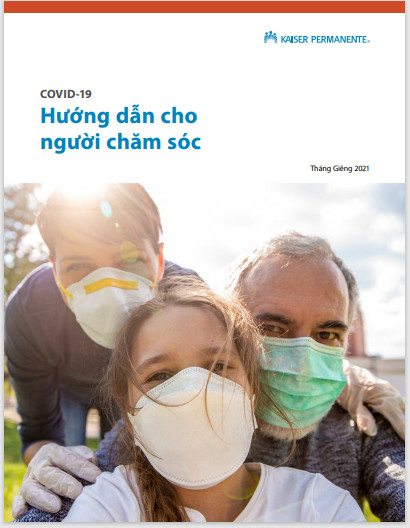 KAISER PERMANENTE®
COVID-19
Hướng dẫn cho
người chăm sóc
Tháng Giêng 2021